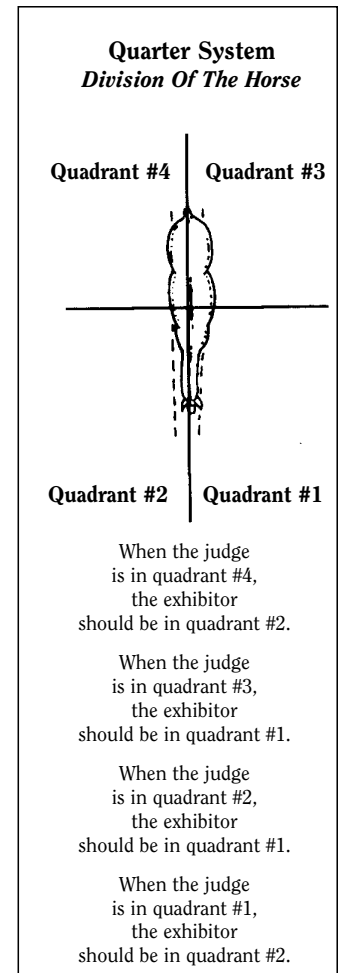 Quarter System
Division Of The Horse
Quadrant #4 Quadrant #3
Quadrant #2 Quadrant #1
When the judge
is in quadrant #4,
the exhibitor
should be in quadrant #2.
When the judge
is in quadrant #3,
the exhibitor
should be in quadrant #1.
When the judge
is in quadrant #2,
the exhibitor
should be in quadrant #1.
When the judge
is in quadrant #1,
the exhibitor
should be in quadrant #2.